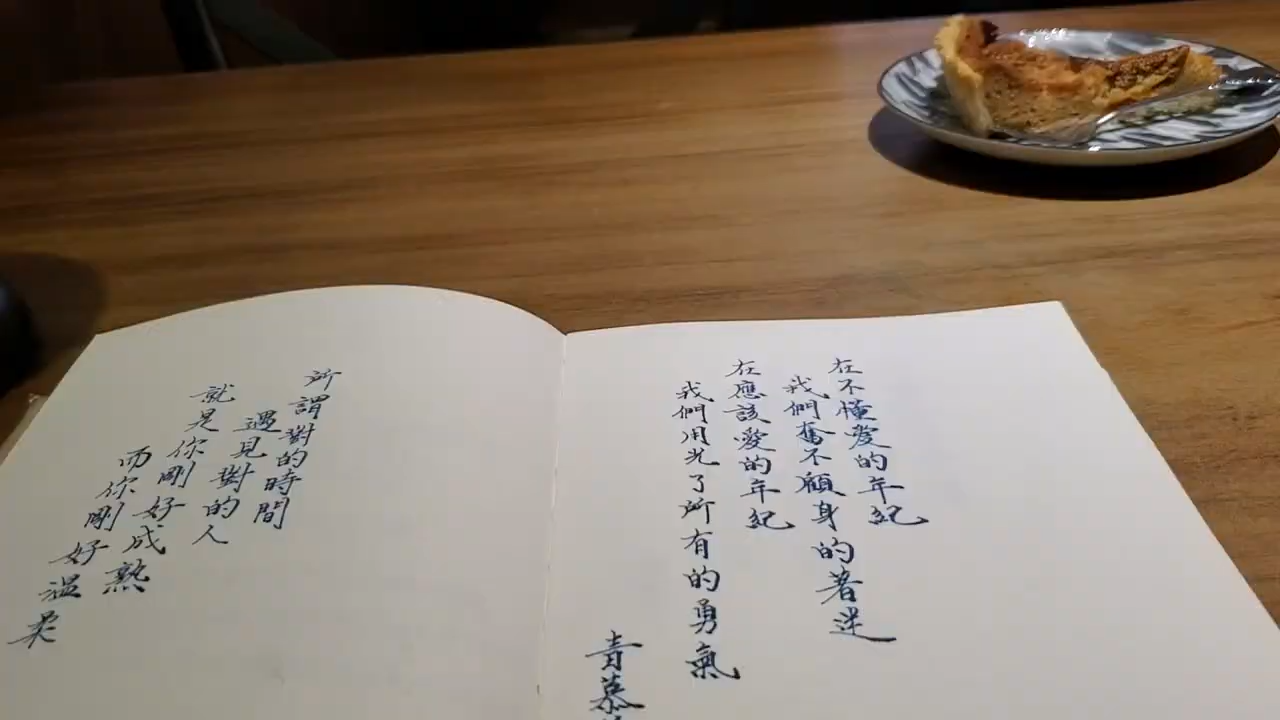 在不懂愛的年紀
我們奮不顧身的著迷
在應該愛的年紀
我們用光了所有的勇氣
青慕
所謂對的時間
遇見對的人
就是你剛好成熟
而你剛好溫柔